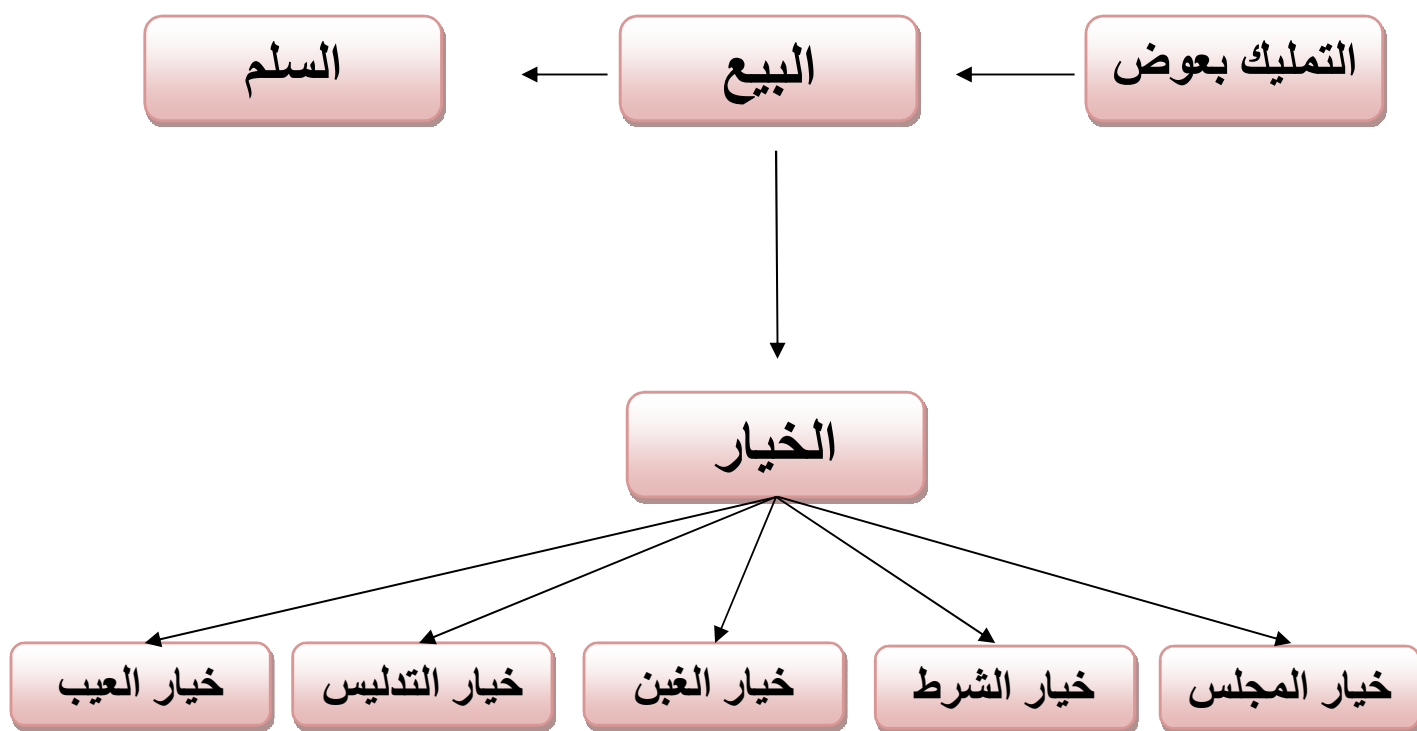 التمليك بعوض
البيع
السلم
الخيار
خيار المجلس
خيار الشرط
خيار الغبن
خيار التدليس
خيار العيب